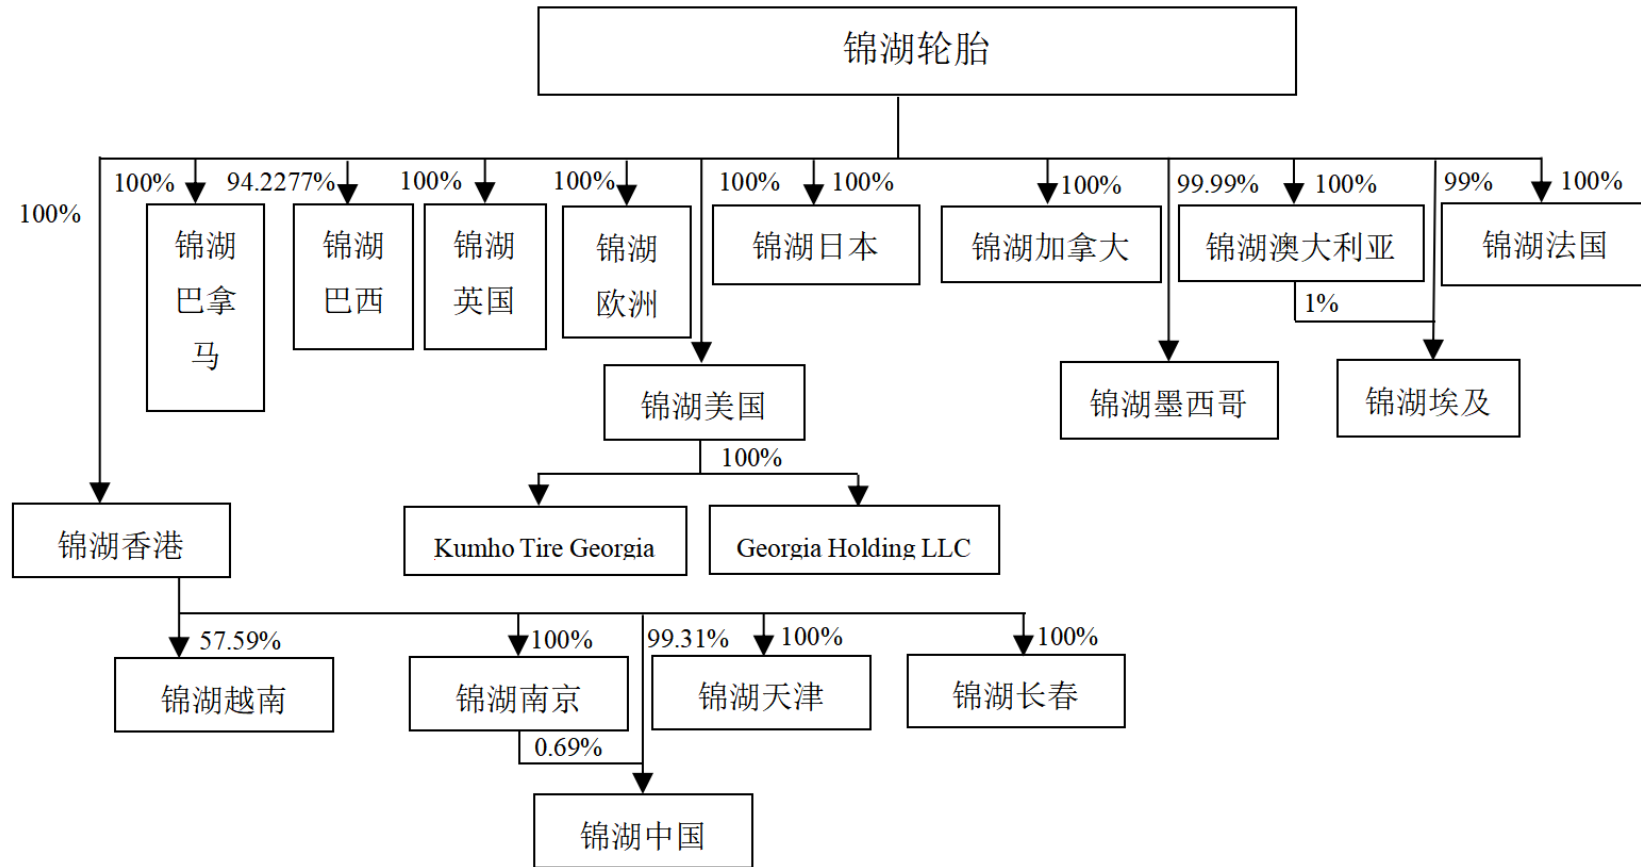 锦湖轮胎
100%
100%
94.2277%
100%
100%
100%
100%
100%
99.99%
100%
99%
100%
锦湖
巴拿
马
锦湖
巴西
锦湖
英国
锦湖
欧洲
锦湖日本
锦湖加拿大
锦湖澳大利亚
锦湖法国
1%
锦湖美国
锦湖墨西哥
锦湖埃及
100%
锦湖香港
Kumho Tire Georgia
Georgia Holding LLC
57.59%
100%
99.31%
100%
100%
锦湖越南
锦湖南京
锦湖天津
锦湖长春
0.69%
锦湖中国